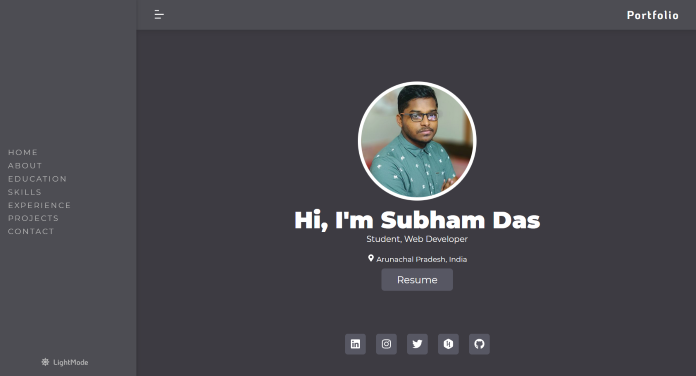 Portfolio
HOME
ABOUT
EDUCATION
SKILLS
EXPERIENCE
PROJECTS
CONTACT
LightMode
Hi, I'm Subham Das
Student, Web Developer
Arunachal Pradesh, India
Resume